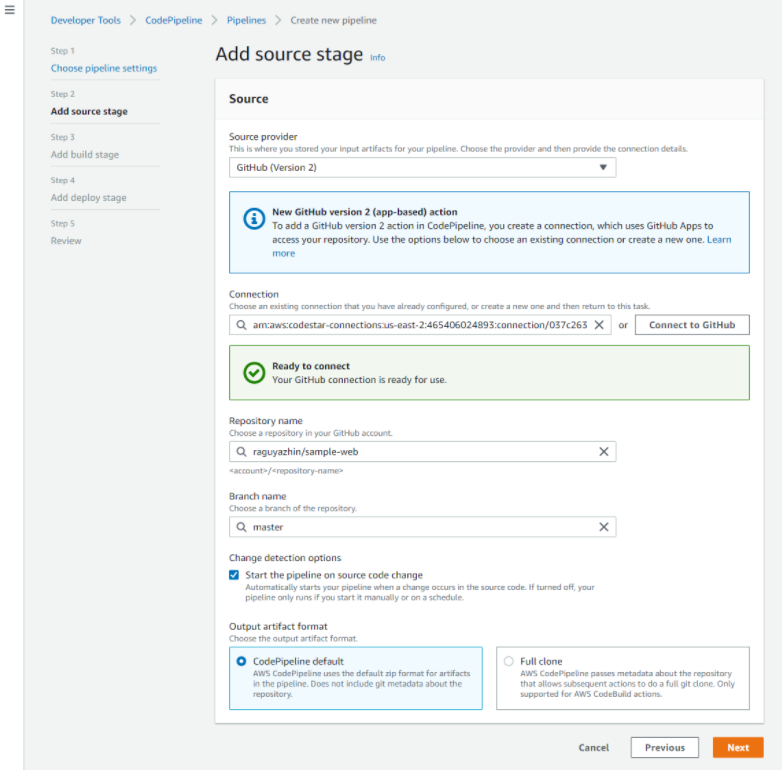 Developer Tools > CodePipeline > Pipelines > Create new pipeline
Step 1
Choose pipeline settings
Step 2
Add source stage
Step 3
Add build stage
Step 4
Add deploy stage
Step 5
Review
Add source stage Info
Source
Source provider
This is where you stored your input artifacts for your pipeline. Choose the provider and then provide the connection details.
GitHub (Version 2)
New GitHub version 2 (app-based) action
To add a GitHub version 2 action in CodePipeline, you create a connection, which uses GitHub Apps to
access your repository. Use the options below to choose an existing connection or create a new one. Learn
more
Connection
Choose an existing connection that you have already configured, or create a new one and then return to this task.
arn:aws:codestar-connections:us-east-2:465406024893:connection/037c263 or Connect to GitHub
Ready to connect
Your GitHub connection is ready for use.
Repository name
Choose a repository in your GitHub account.
raguyazhin/sample-web
<account>/<repository-name>
Branch name
Choose a branch of the repository.
master
Change detection options
Start the pipeline on source code change
Automatically starts your pipeline when a change occurs in the source code. If turned off, your
pipeline only runs if you start it manually or on a schedule.
Output artifact format
Choose the output artifact format.
CodePipeline default
AWS CodePipeline uses the default zip format for artifacts
in the pipeline. Does not include git metadata about the
repository.
Full clone
AWS CodePipeline passes metadata about the repository
that allows subsequent actions to do a full git clone. Only
supported for AWS CodeBuild actions.
Cancel Previous Next